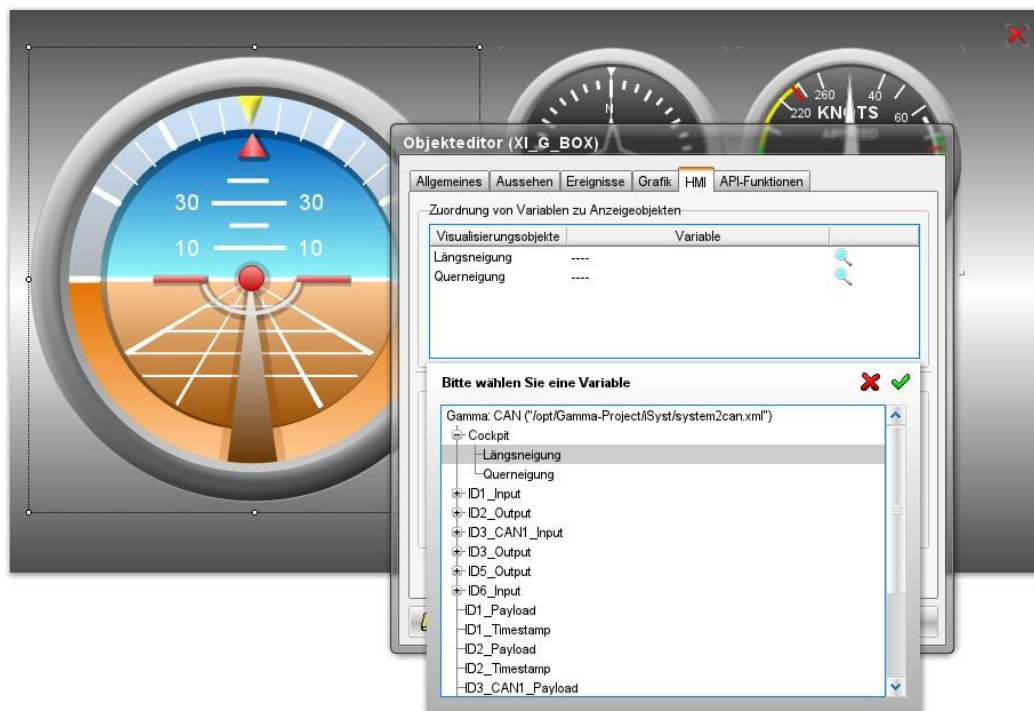 N
260 40
220 KNOTS 60
AIRSPEED
30 30
10 10
Objekteditor (XI_G_BOX)
Allgemeines Aussehen Ereignisse Grafik HMI API-Funktionen
Zuordnung von Variablen zu Anzeigeobjekten
Visualisierungsobjekte Variable
Längsneigung ----
Querneigung ----
Bitte wählen Sie eine Variable
Gamma: CAN ("/opt/Gamma-Project/iSyst/system2can.xml")
Cockpit
Längsneigung
Querneigung
ID1_Input
ID2_Output
ID3_CAN1_Input
ID3_Output
ID5_Output
ID6_Input
ID1_Payload
ID1_Timestamp
ID2_Payload
ID2_Timestamp
ID3_CAN1_Payload